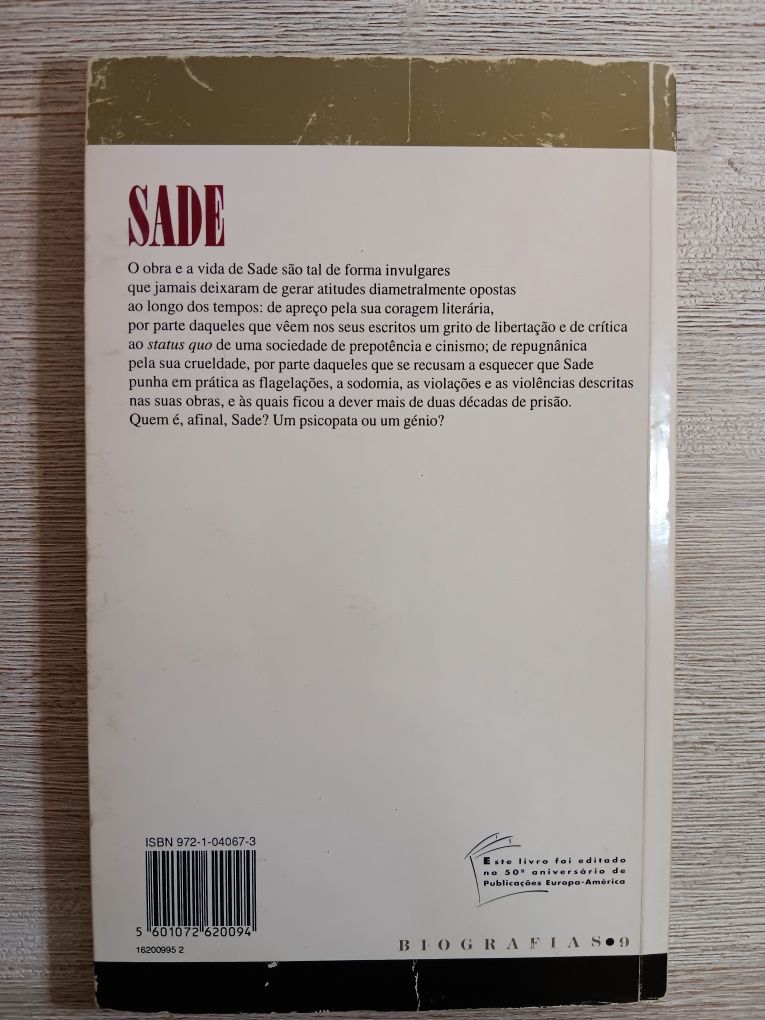 SADE
O obra e a vida de Sade são tal de forma invulgares
que jamais deixaram de gerar atitudes diametralmente opostas
ao longo dos tempos: de apreço pela sua coragem literária,
por parte daqueles que vêem nos seus escritos um grito de libertação e de crítica
ao status quo de uma sociedade de prepotência e cinismo; de repugnânica
pela sua crueldade, por parte daqueles que se recusam a esquecer que Sade
punha em prática as flagelações, a sodomia, as violações e as violências descritas
nas suas obras, e às quais ficou a dever mais de duas décadas de prisão.
Quem é, afinal, Sade? Um psicopata ou um génio?
ISBN 972-1-04067-3
5 601072 620094
16200995 2
Este livro foi editado
no 50º aniversário de
Publicações Europa-América
BIOGRAFIAS•9